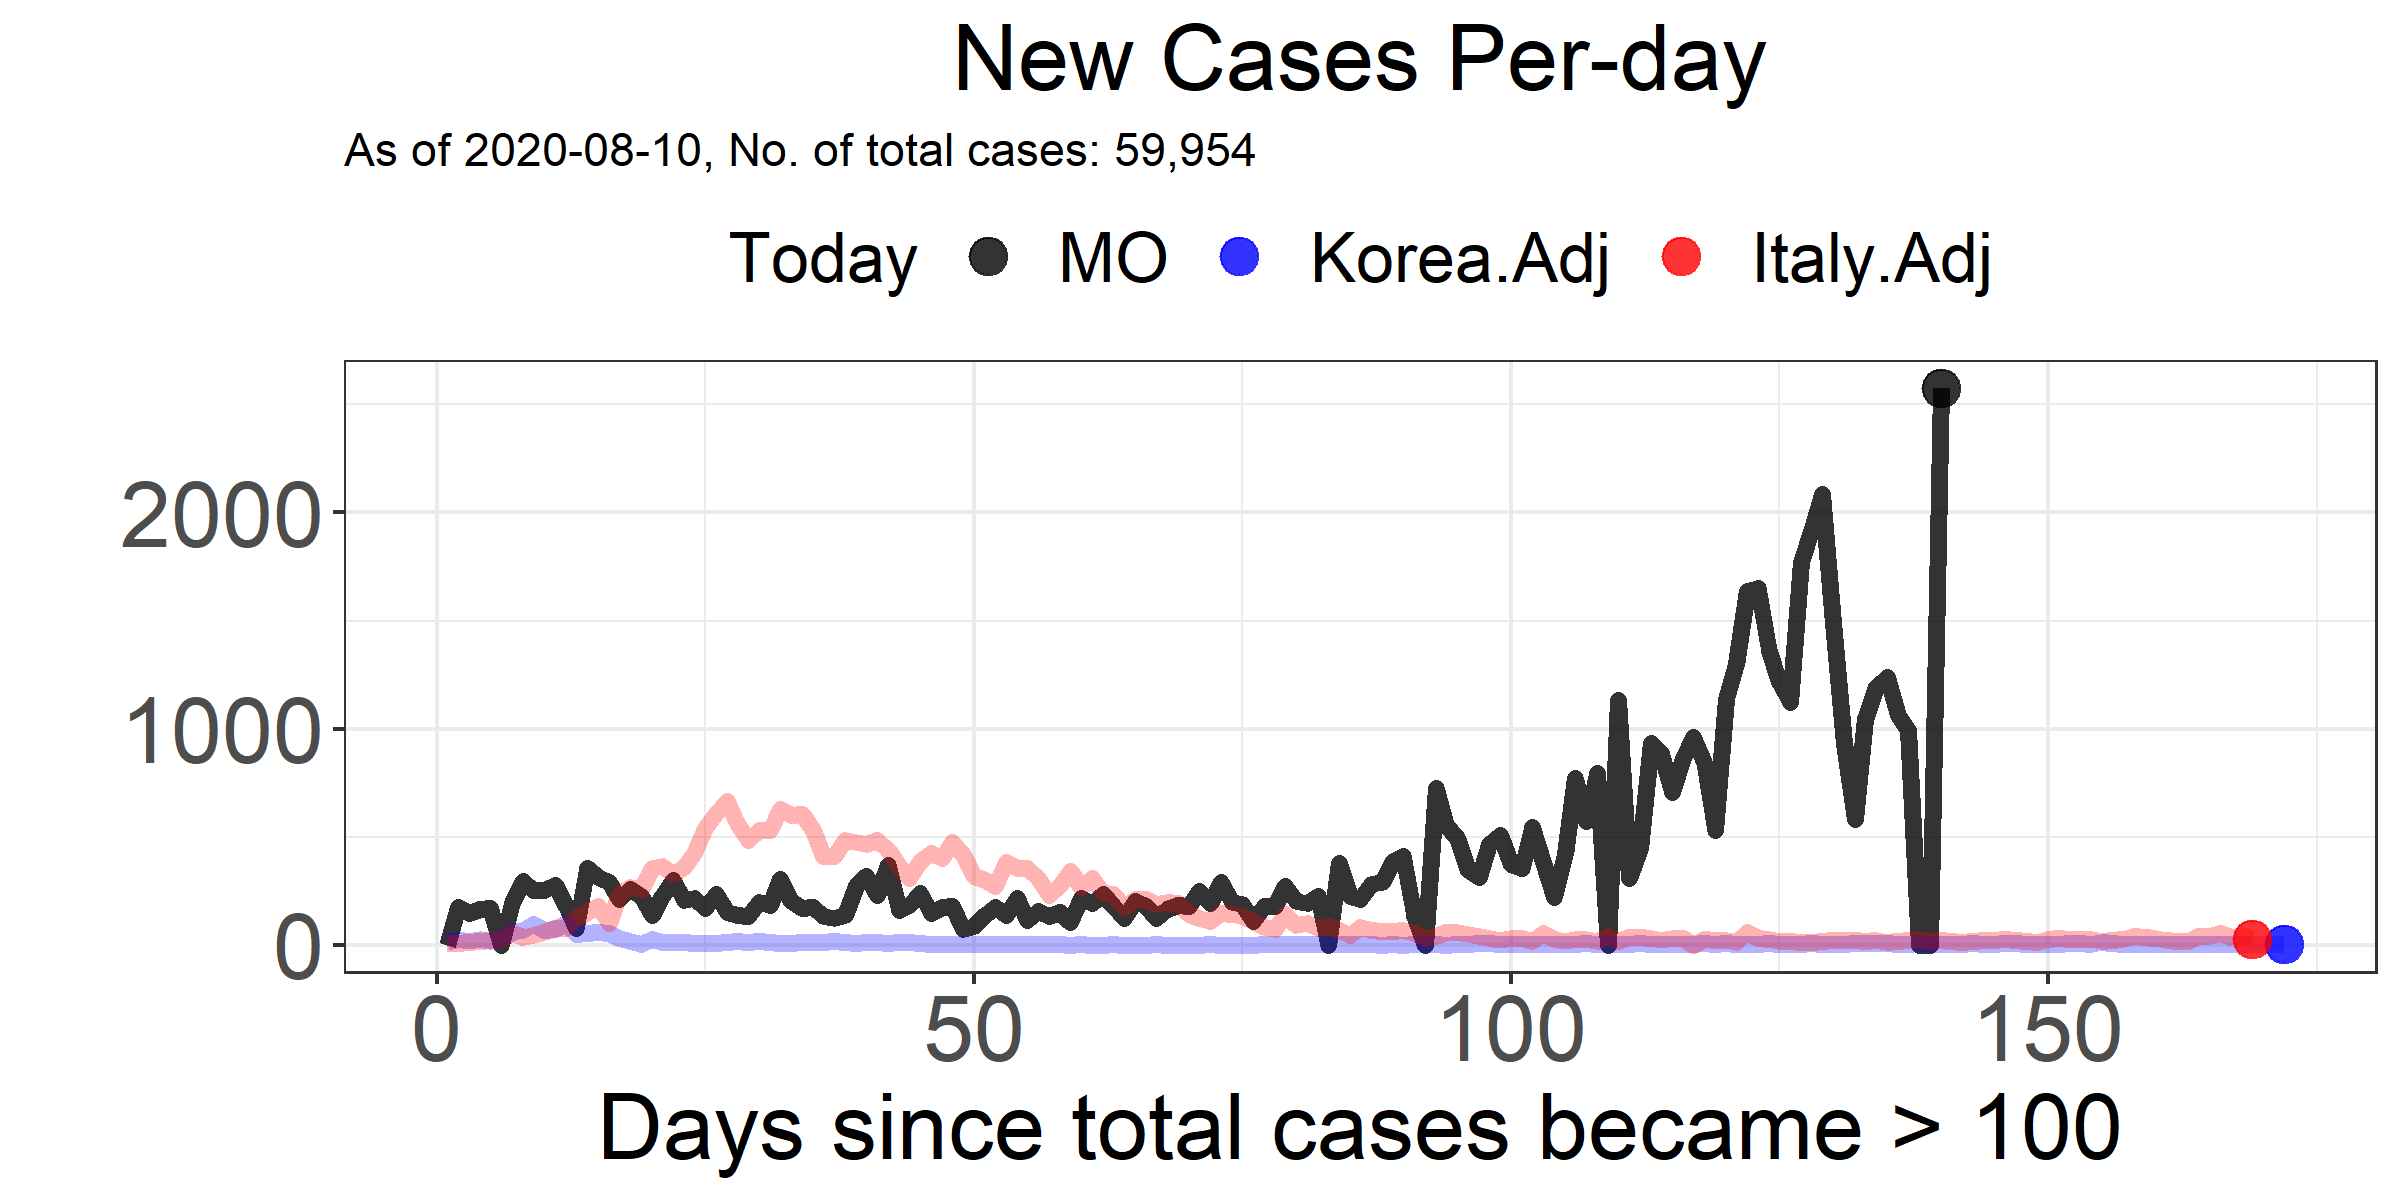 New Cases Per-day
As of 2020-08-10, No. of total cases: 59,954
Today MO Korea.Adj Italy.Adj
2000
1000
0
0 50 100 150
Days since total cases became > 100